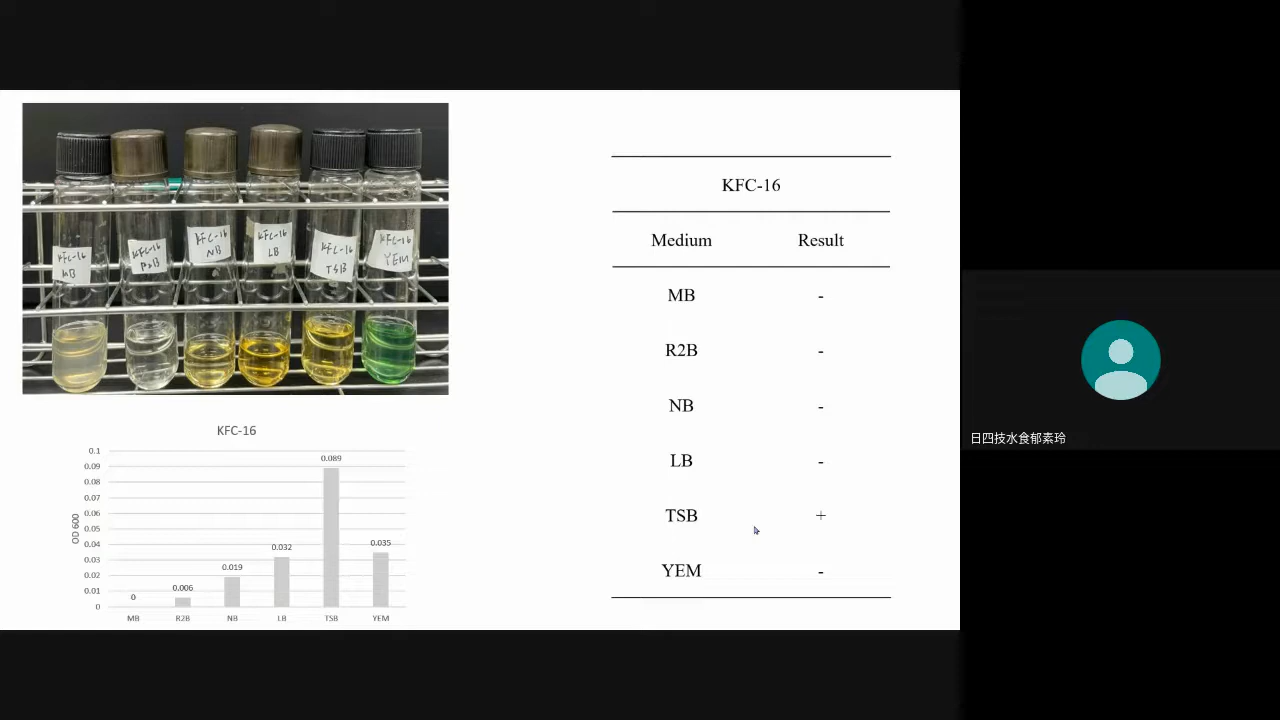 KFC-16
MB
KFC-16
R2B
KFC-16
NB
KFC-16
LB
KFC-16
TSB
KFC-16
YEM
KFC-16
Medium Result
MB -
R2B -
NB -
LB -
TSB +
YEM -
KFC-16
OD 600
0.1
0.09
0.08
0.07
0.06
0.05
0.04
0.03
0.02
0.01
0
0 0.006 0.019 0.032 0.089 0.035
MB R2B NB LB TSB YEM
日四技水食郁素玲